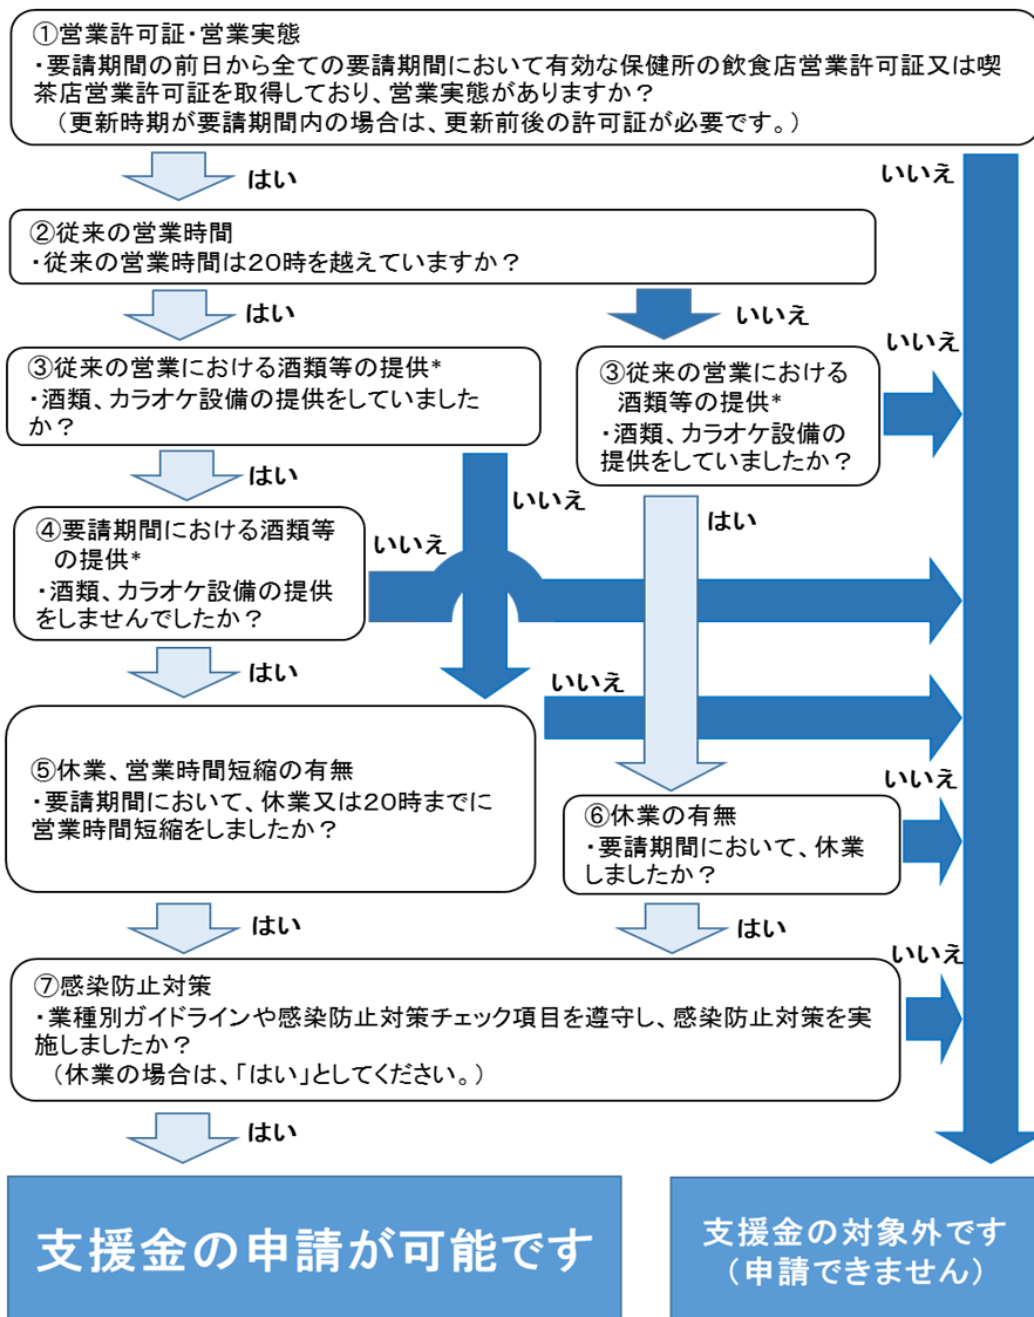 ①営業許可証・営業実態
・要請期間の前日から全ての要請期間において有効な保健所の飲食店営業許可証又は喫
茶店営業許可証を取得しており、営業実態がありますか？
（更新時期が要請期間内の場合は、更新前後の許可証が必要です。）
はい
いいえ
②従来の営業時間
・従来の営業時間は20時を越えていますか？
はい
いいえ
③従来の営業における酒類等の提供*
・酒類、カラオケ設備の提供をしていました
か？
③従来の営業における
酒類等の提供*
・酒類、カラオケ設備の
提供をしていましたか？
いいえ
はい
いいえ
はい
④要請期間における酒類等
の提供*
・酒類、カラオケ設備の提供
をしませんでしたか？
いいえ
はい
いいえ
⑤休業、営業時間短縮の有無
・要請期間において、休業又は20時までに
営業時間短縮をしましたか？
⑥休業の有無
・要請期間において、休業
しましたか？
いいえ
はい
はい
⑦感染防止対策
・業種別ガイドラインや感染防止対策チェック項目を遵守し、感染防止対策を実
施しましたか？
（休業の場合は、「はい」としてください。）
いいえ
はい
支援金の申請が可能です
支援金の対象外です
（申請できません）